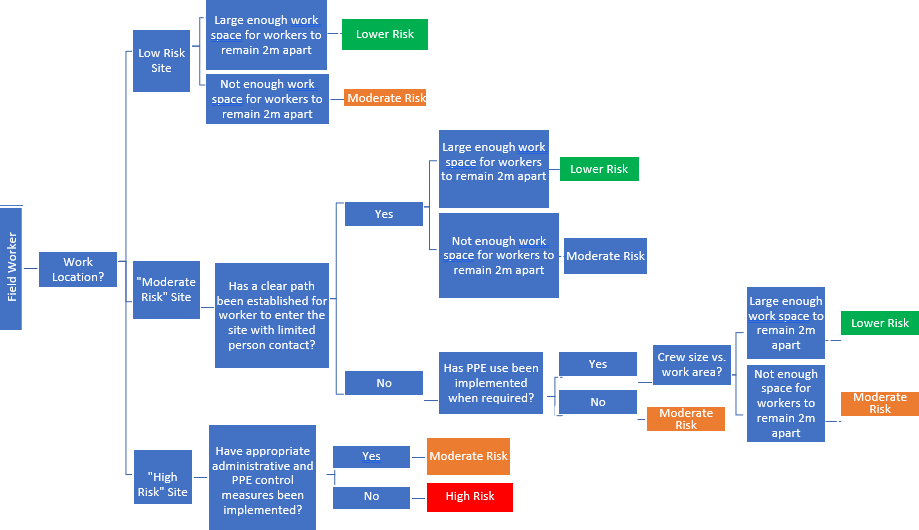 Field Worker
Work
Location?
Low Risk
Site
Large enough work
space for workers to
remain 2m apart
Lower Risk
Not enough work
space for workers to
remain 2m apart
Moderate Risk
"Moderate
Risk" Site
Has a clear path
been established for
worker to enter the
site with limited
person contact?
Yes
Large enough work
space for workers
to remain 2m apart
Lower Risk
Not enough work
space for workers to
remain 2m apart
Moderate Risk
No
Has PPE use been
implemented
when required?
Yes
Crew size vs.
work area?
Large enough
work space to
remain 2m
apart
Lower Risk
Not enough
space for
workers to
remain 2m
apart
Moderate
Risk
No
Moderate
Risk
"High
Risk" Site
Have appropriate
administrative and
PPE control
measures been
implemented?
Yes
Moderate Risk
No
High Risk